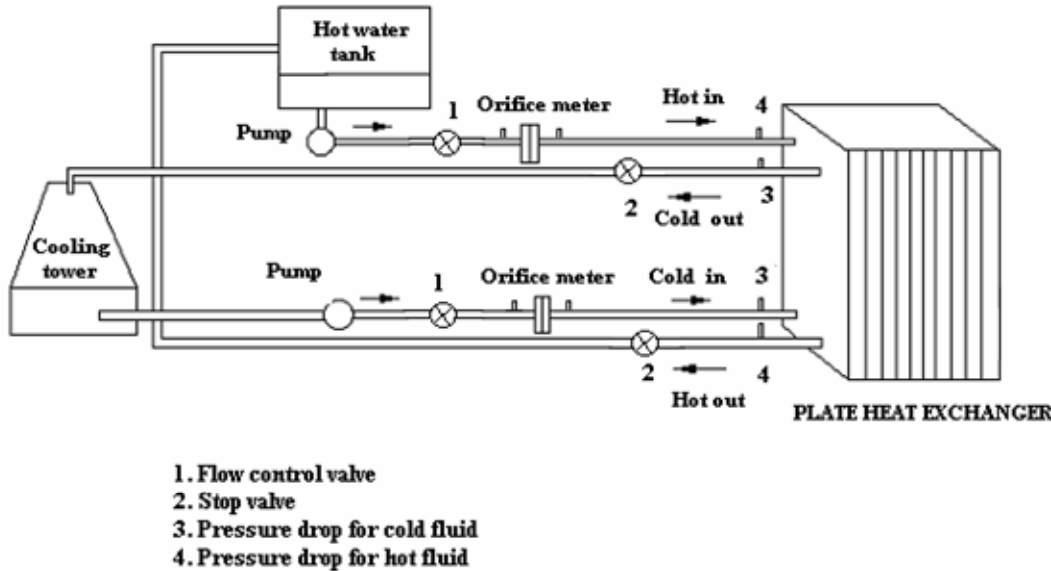 Hot water
tank
1
Orifice meter
Hot in
4
Pump
2
Cold out
3
Cooling
tower
Pump
1
Orifice meter
Cold in
3
2
Hot out
4
PLATE HEAT EXCHANGER
1. Flow control valve
2. Stop valve
3. Pressure drop for cold fluid
4. Pressure drop for hot fluid